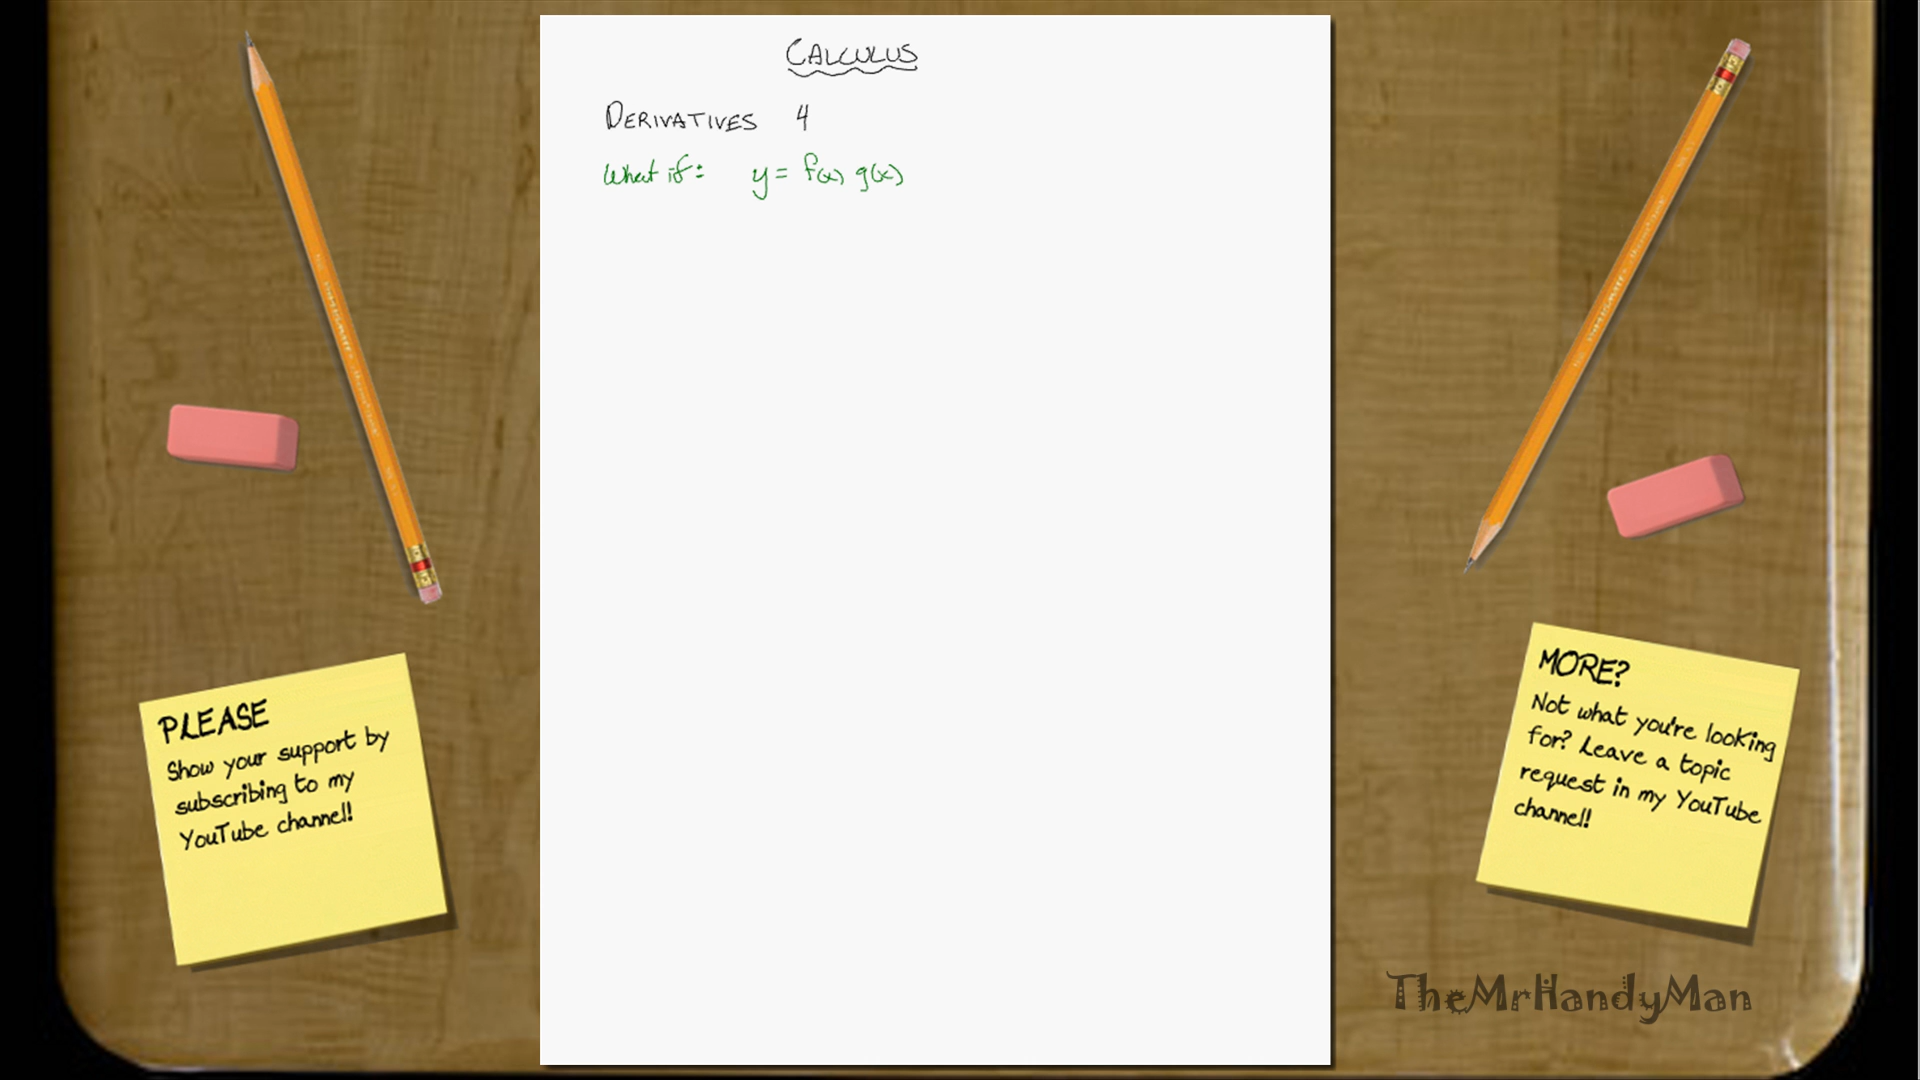 CALCULUS
DERIVATIVES 4
What if: y = f(x) g(x)
PLEASE
Show your support by
subscribing to my
YouTube channel!
MORE?
Not what you're looking
for? Leave a topic
request in my YouTube
channel!
TheMrHandyMan